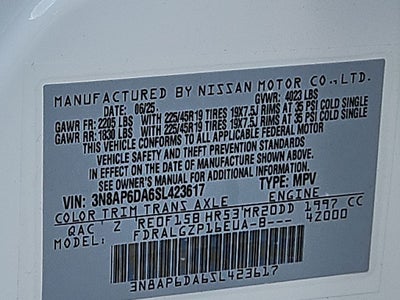 MANUFACTURED BY NISSAN MOTOR CO., LTD.
06/25. GVWR: 4023 LBS
GAWR FR: 2205 LBS WITH 225/45R19 TIRES 19X7.5J RIMS AT 35 PSI COLD SINGLE
GAWR RR: 1830 LBS WITH 225/45R19 TIRES 19X7.5J RIMS AT 35 PSI COLD SINGLE
THIS VEHICLE CONFORMS TO ALL APPLICABLE FEDERAL MOTOR
VEHICLE SAFETY AND THEFT PREVENTION STANDARDS
IN EFFECT ON THE DATE OF MANUFACTURE SHOWN ABOVE.
SEE OWNER'S MANUAL FOR ADDITIONAL INFORMATION.
VIN: 3N8AP6DA6SL423617 TYPE: MPV
COLOR TRIM TRANS AXLE ENGINE
QAC Z RE0F15B HR53 MR20DD 1997 CC
FDRALGZP16EUA-B--- 4Z000
3N8AP6DA6SL423617